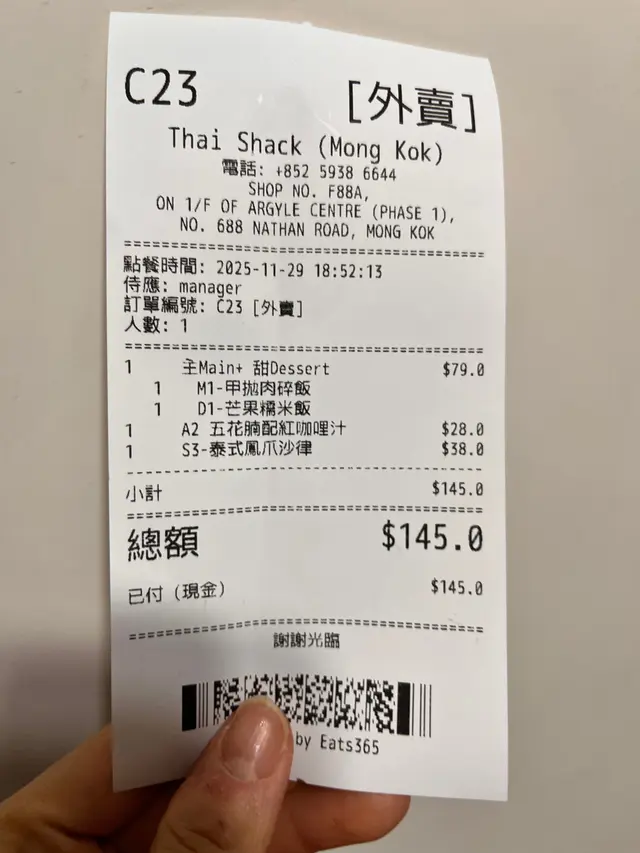 C23 [外賣]
Thai Shack (Mong Kok)
電話: +852 5938 6644
SHOP NO. F88A,
ON 1/F OF ARGYLE CENTRE (PHASE 1),
NO. 688 NATHAN ROAD, MONG KOK
點餐時間: 2025-11-29 18:52:13
侍應: manager
訂單編號: C23 [外賣]
人數: 1
1 主Main+ 甜Dessert $79.0
1 M1-甲拋肉碎飯
1 D1-芒果糯米飯
1 A2 五花腩配紅咖哩汁 $28.0
1 S3-泰式鳳爪沙律 $38.0
小計 $145.0
總額 $145.0
已付 (現金) $145.0
謝謝光臨
by Eats365